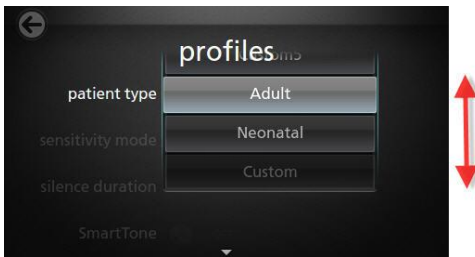 profiles
patient type
Adult
sensitivity mode
Neonatal
silence duration
Custom
SmartTone